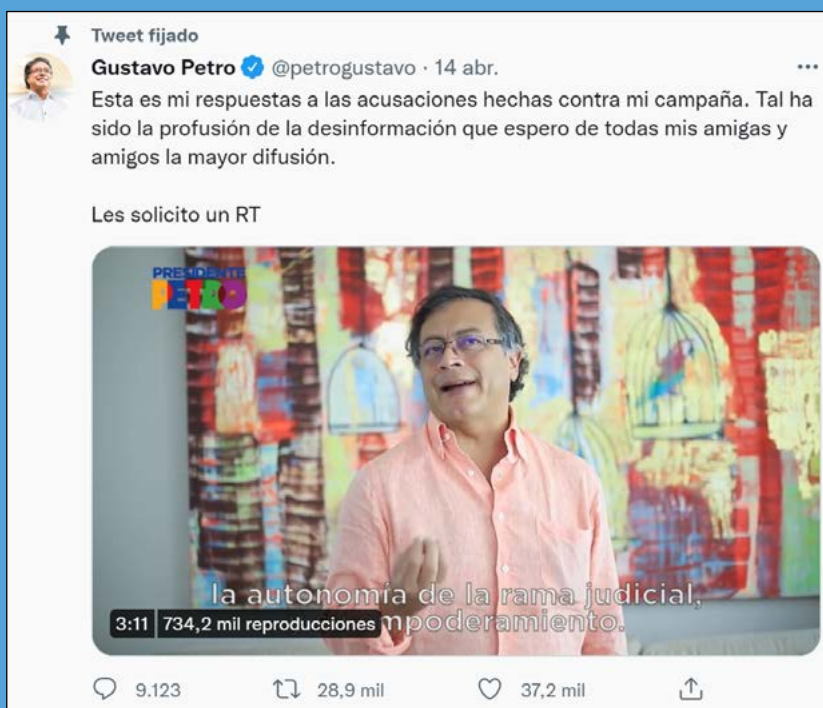 Tweet fijado
Gustavo Petro @petrogustavo · 14 abr.
Esta es mi respuestas a las acusaciones hechas contra mi campaña. Tal ha
sido la profusión de la desinformación que espero de todas mis amigas y
amigos la mayor difusión.
Les solicito un RT
PRESIDENTE
PETRO
la autonomía de la rama judicial,
3:11 734,2 mil reproducciones mpoderamiento.
9.123 28,9 mil 37,2 mil